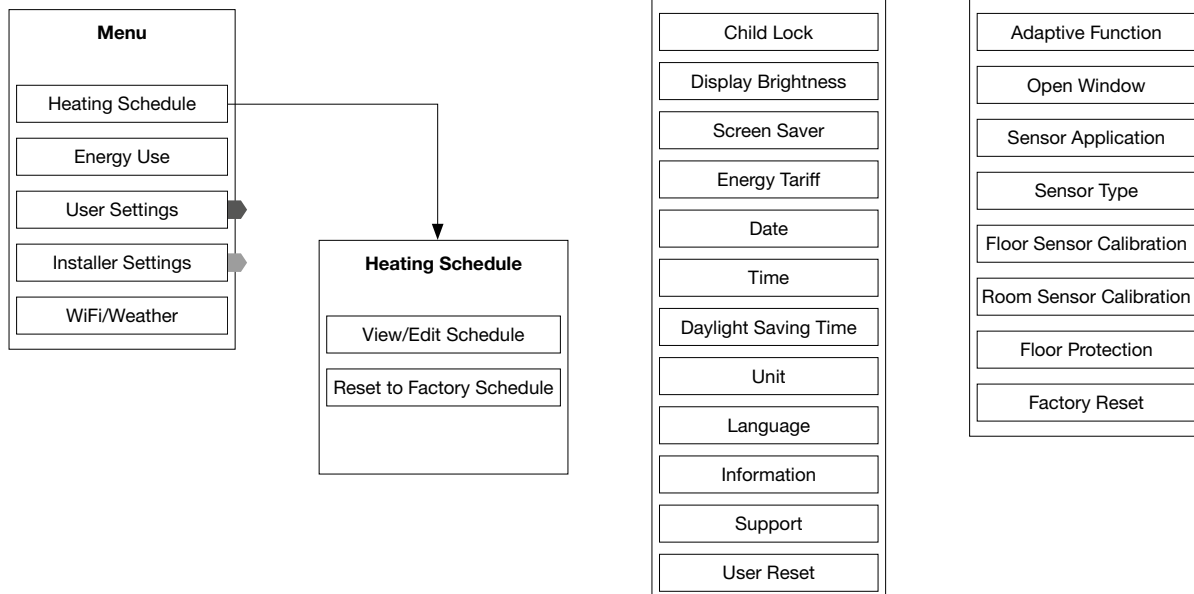 Menu
Heating Schedule
Energy Use
User Settings
Installer Settings
WiFi/Weather
Heating Schedule
View/Edit Schedule
Reset to Factory Schedule
Child Lock
Display Brightness
Screen Saver
Energy Tariff
Date
Time
Daylight Saving Time
Unit
Language
Information
Support
User Reset
Adaptive Function
Open Window
Sensor Application
Sensor Type
Floor Sensor Calibration
Room Sensor Calibration
Floor Protection
Factory Reset